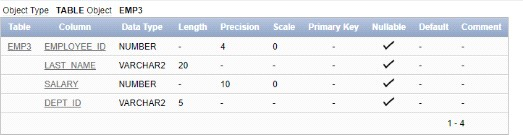 Object Type TABLE Object EMP3
Table Column Data Type Length Precision Scale Primary Key Nullable Default Comment
EMP3 EMPLOYEE_ID NUMBER - 4 0 - ✓ - -
LAST_NAME VARCHAR2 20 - - - ✓ - -
SALARY NUMBER - 10 0 - ✓ - -
DEPT_ID VARCHAR2 5 - - - ✓ - -
1 - 4